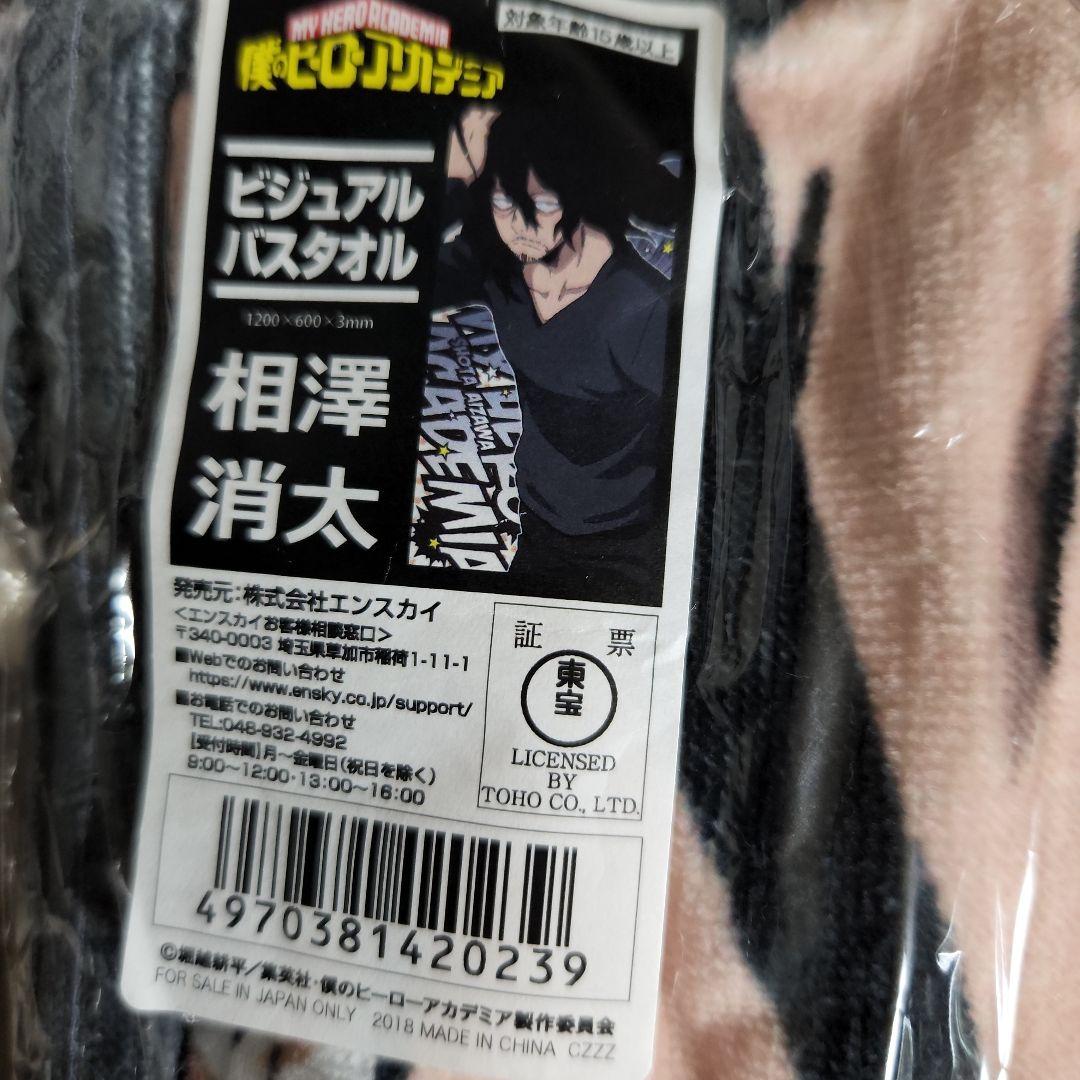 MY HERO ACADEMIA
僕のヒーローアカデミア
対象年齢15歳以上
ビジュアル
バスタオル
1200×600×3mm
相澤
消太
SHOTA AIZAWA
発売元：株式会社エンスカイ
＜エンスカイお客様相談窓口＞
〒340-0003 埼玉県草加市稲荷1-11-1
■Webでのお問い合わせ
https://www.ensky.co.jp/support/
■お電話でのお問い合わせ
TEL:048-932-4992
[受付時間]月〜金曜日(祝日を除く)
9:00〜12:00・13:00〜16:00
証 票
東宝
LICENSED
BY
TOHO CO., LTD.
4970381420239
©堀越耕平／集英社・僕のヒーローアカデミア製作委員会
FOR SALE IN JAPAN ONLY 2018 MADE IN CHINA CZZZ